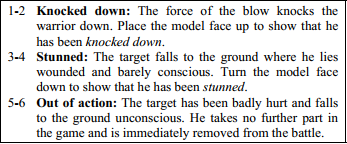 1-2 Knocked down: The force of the blow knocks the
warrior down. Place the model face up to show that he
has been knocked down.
3-4 Stunned: The target falls to the ground where he lies
wounded and barely conscious. Turn the model face
down to show that he has been stunned.
5-6 Out of action: The target has been badly hurt and falls
to the ground unconscious. He takes no further part in
the game and is immediately removed from the battle.